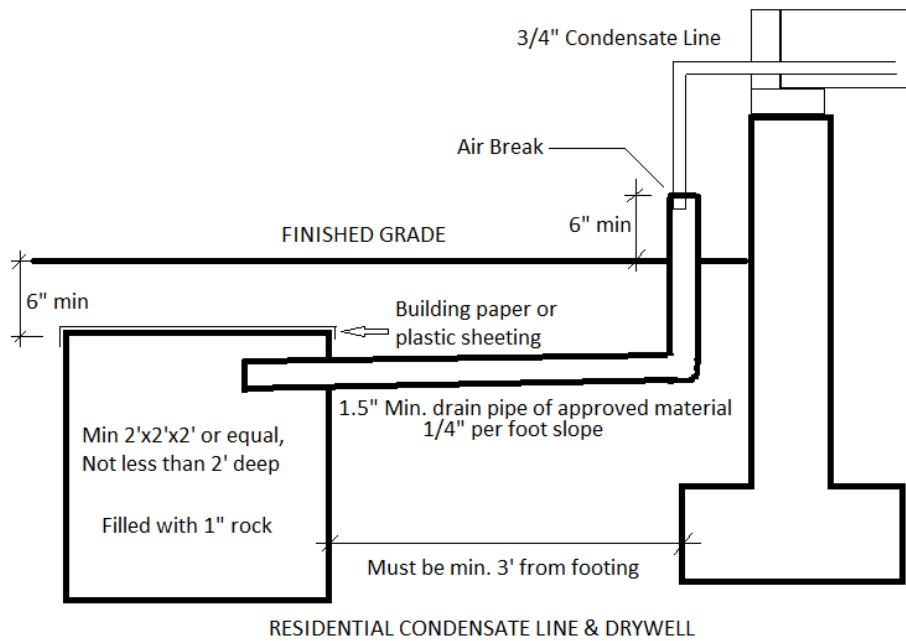 3/4" Condensate Line
Air Break
6" min
FINISHED GRADE
6" min
Building paper or
plastic sheeting
1.5" Min. drain pipe of approved material
1/4" per foot slope
Min 2'x2'x2' or equal,
Not less than 2' deep
Filled with 1" rock
Must be min. 3' from footing
RESIDENTIAL CONDENSATE LINE & DRYWELL